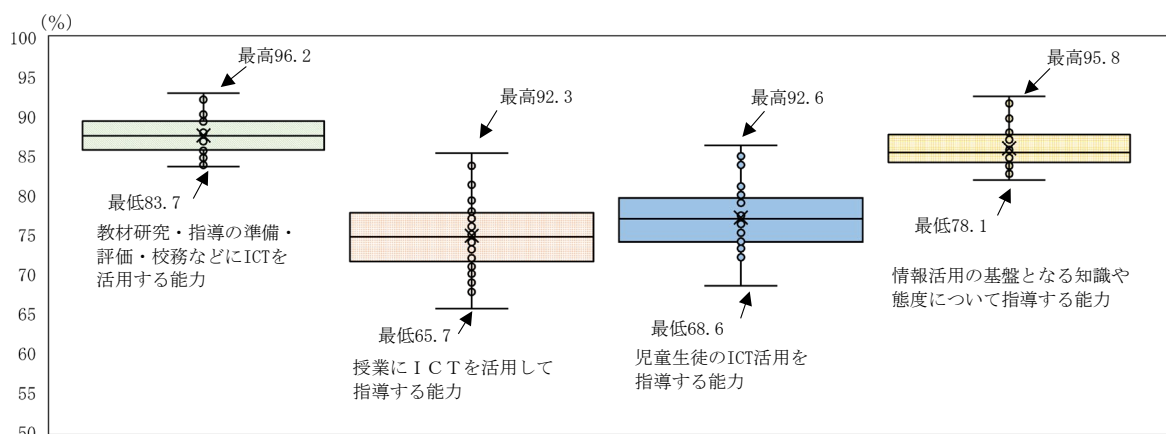 (%)
100
95
90
85
80
75
70
65
60
55
50
最高96.2
最低83.7
教材研究・指導の準備・
評価・校務などにICTを
活用する能力
最高92.3
最低65.7
授業にＩＣＴを活用して
指導する能力
最高92.6
最低68.6
児童生徒のICT活用を
指導する能力
最高95.8
最低78.1
情報活用の基盤となる知識や
態度について指導する能力